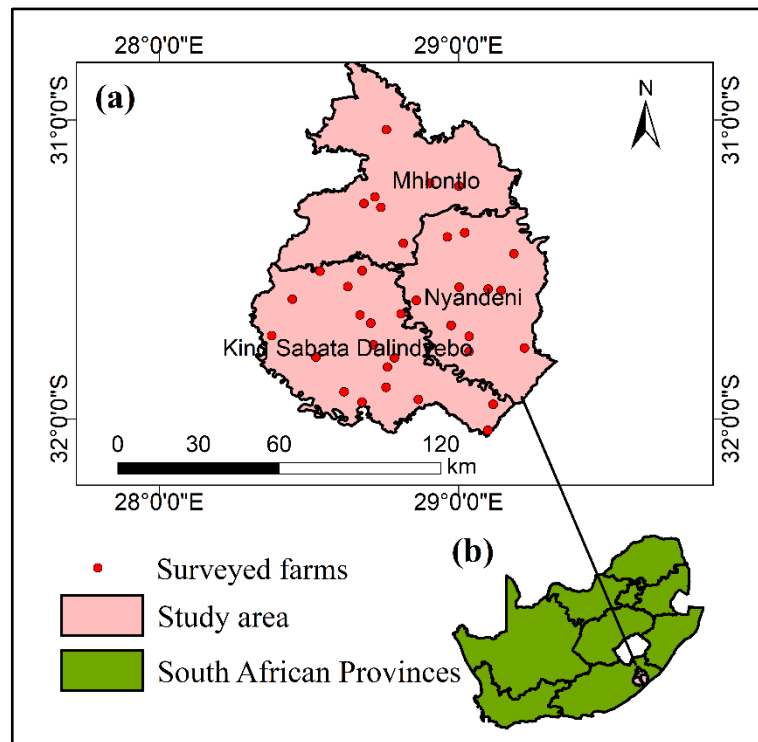 28°0'0"E 29°0'0"E
(a)
N
31°0'0"S 31°0'0"S
Mhlontlo
Nyandeni
King Sabata Dalindyebo
32°0'0"S 32°0'0"S
0 30 60 120
km
28°0'0"E 29°0'0"E
(b)
Surveyed farms
Study area
South African Provinces